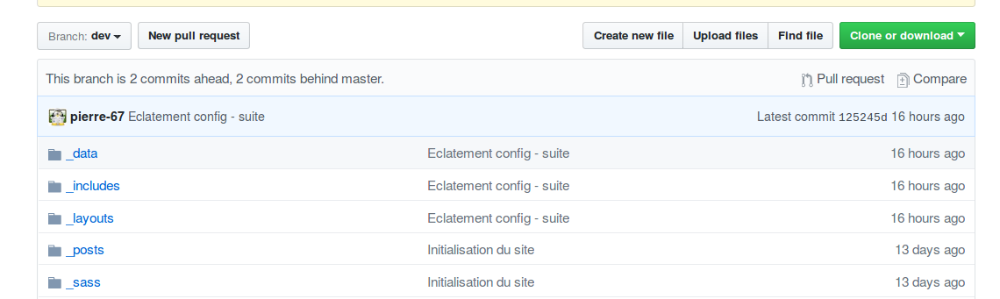 Branch: dev New pull request Create new file Upload files Find file Clone or download
This branch is 2 commits ahead, 2 commits behind master. Pull request Compare
pierre-67 Eclatement config - suite Latest commit 125245d 16 hours ago
_data Eclatement config - suite 16 hours ago
_includes Eclatement config - suite 16 hours ago
_layouts Eclatement config - suite 16 hours ago
_posts Initialisation du site 13 days ago
_sass Initialisation du site 13 days ago